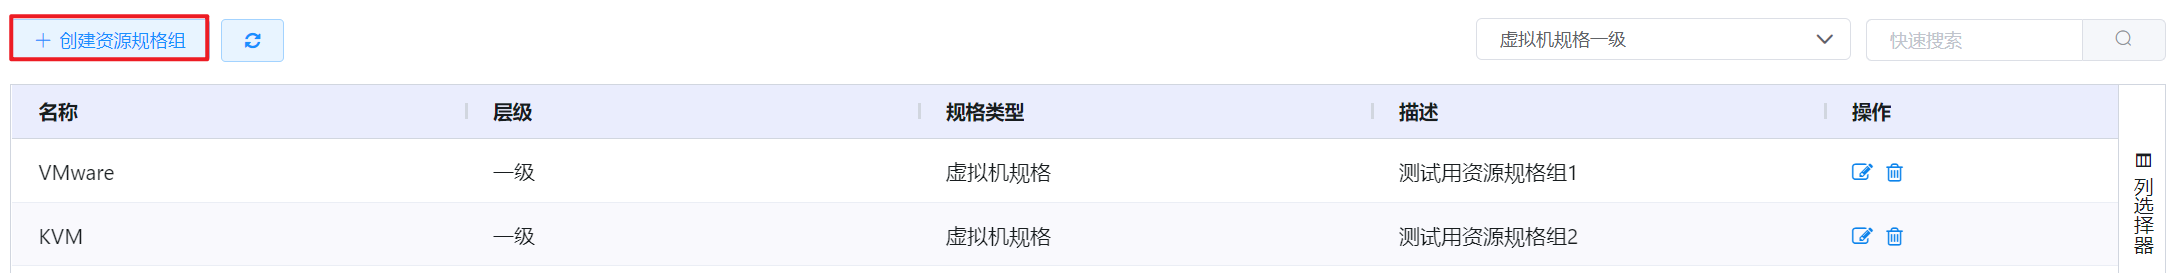 创建资源规格组
虚拟机规格一级
快速搜索
名称 层级 规格类型 描述 操作
VMware 一级 虚拟机规格 测试用资源规格组1
KVM 一级 虚拟机规格 测试用资源规格组2
列选择器